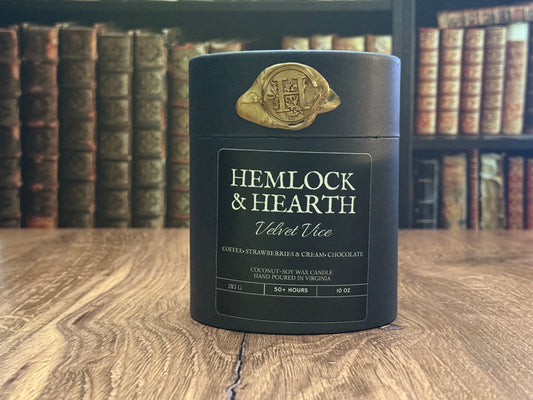 H
HEMLOCK
& HEARTH
Velvet Vice
COFFEE• STRAWBERRIES & CREAM• CHOCOLATE
COCONUT-SOY WAX CANDLE
HAND POURED IN VIRGINIA
283 G 50+ HOURS 10 OZ